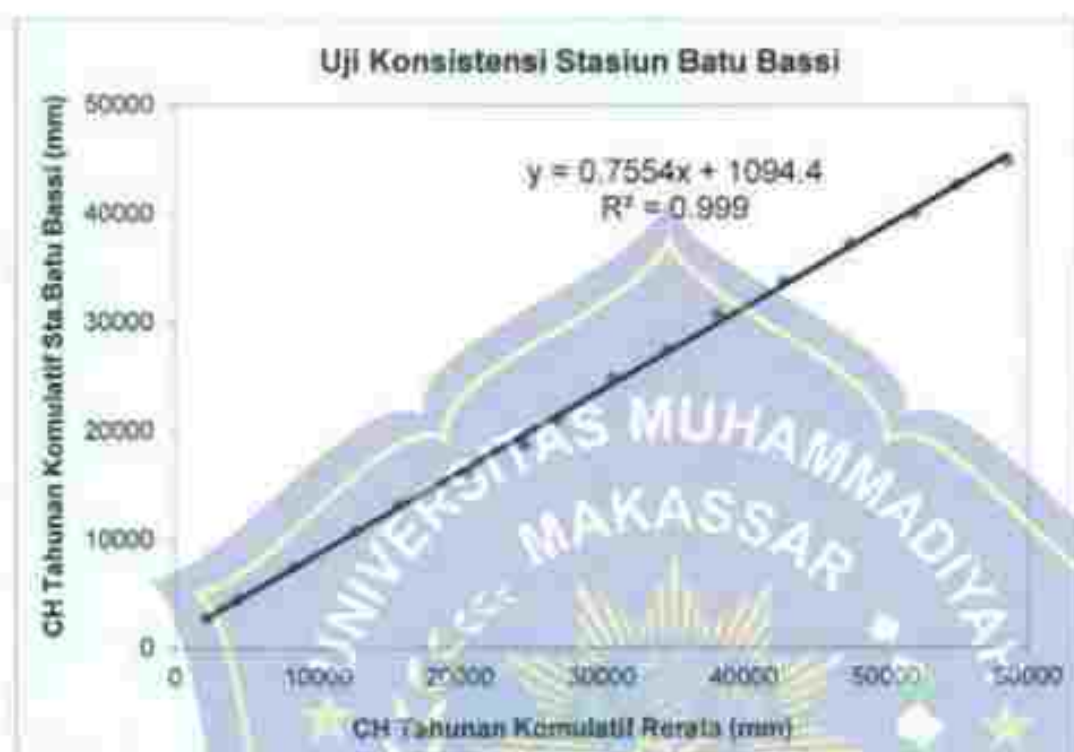 Uji Konsistensi Stasiun Batu Bassi
CH Tahunan Komulatif Sta.Batu Bassi (mm)
50000
40000
30000
20000
10000
0
y = 0.7554x + 1094.4
R² = 0.999
0 10000 20000 30000 40000 50000 60000
CH Tahunan Komulatif Rerata (mm)
UNIVERSITAS MUHAMMADIYAH
MAKASSAR